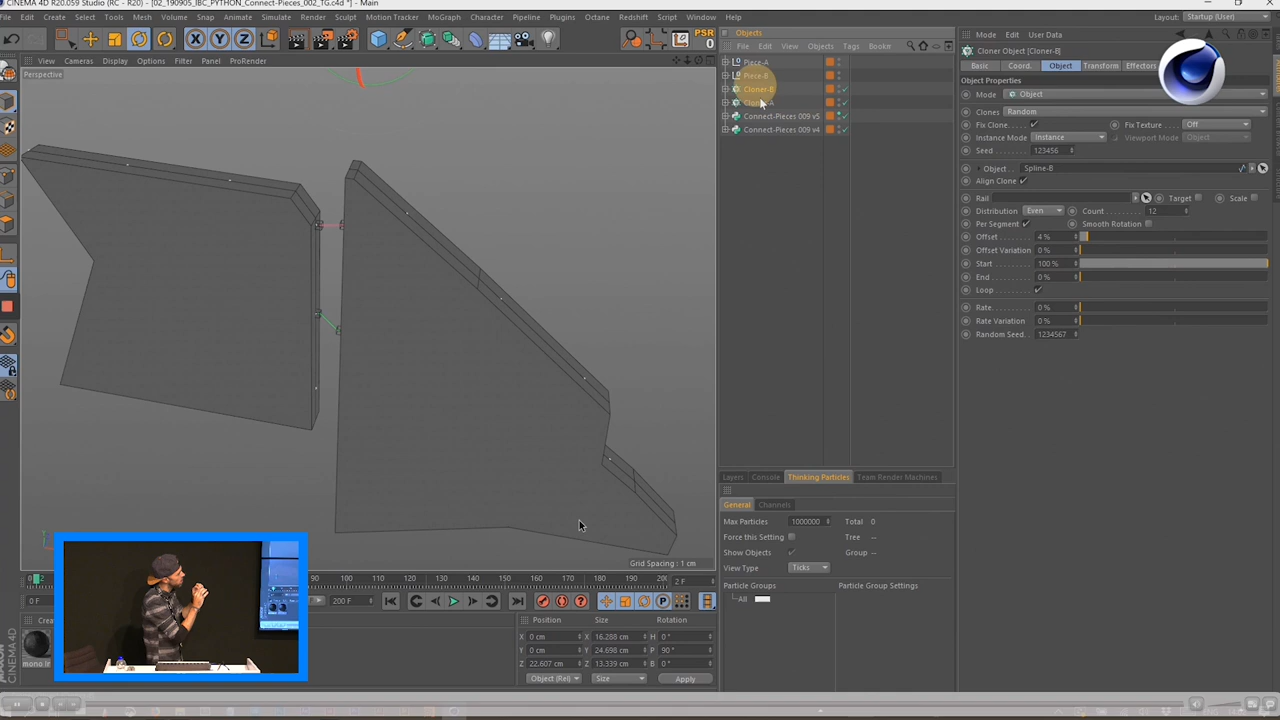 CINEMA 4D R20.059 Studio (RC - R20) - [02_190905_IBC_PYTHON_Connect-Pieces_002_TG.c4d *] - Main
File Edit Create Select Tools Mesh Volume Snap Animate Simulate Render Sculpt Motion Tracker MoGraph Character Pipeline Plugins Octane Redshift Script Window Help Layout: Startup (User)
X Y Z PSR 0
View Cameras Display Options Filter Panel ProRender
Perspective
Grid Spacing : 1 cm
Objects
File Edit View Objects Tags Bookm
Piece-A
Piece-B
Cloner-B
Cloner-A
Connect-Pieces 009 v5
Connect-Pieces 009 v4
Mode Edit User Data
Cloner Object [Cloner-B]
Basic Coord. Object Transform Effectors
Object Properties
Mode Object
Clones Random
Fix Clone Fix Texture Off
Instance Mode Instance Viewport Mode Object
Seed 123456
Object Spline-B
Align Clone
Rail Target Scale
Distribution Even Count 12
Per Segment Smooth Rotation
Offset 4 %
Offset Variation 0 %
Start 100 %
End 0 %
Loop
Rate 0 %
Rate Variation 0 %
Random Seed 1234567
Layers Console Thinking Particles Team Render Machines
General Channels
Max Particles 1000000 Total 0
Force this Setting Tree --
Show Objects Group --
View Type Ticks
Particle Groups Particle Group Settings
All
90 100 110 120 130 140 150 160 170 180 190 2 F
0 F 200 F
Position Size Rotation
X 0 cm X 16.288 cm H 0 °
Y 0 cm Y 24.698 cm P 90 °
Z 22.607 cm Z 13.339 cm B 0 °
Object (Rel) Size Apply
CINEMA 4D